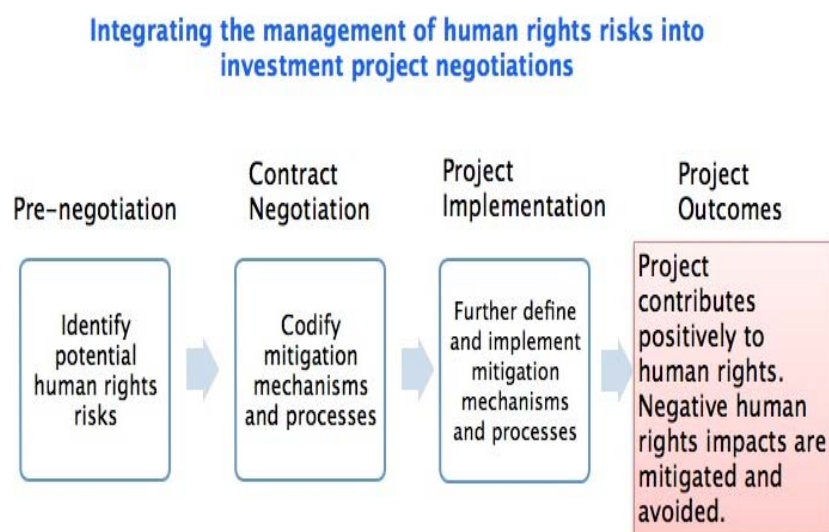 Integrating the management of human rights risks into
investment project negotiations
Pre-negotiation
Contract
Negotiation
Project
Implementation
Project
Outcomes
Identify
potential
human rights
risks
Codify
mitigation
mechanisms
and processes
Further define
and implement
mitigation
mechanisms
and processes
Project
contributes
positively to
human rights.
Negative human
rights impacts are
mitigated and
avoided.